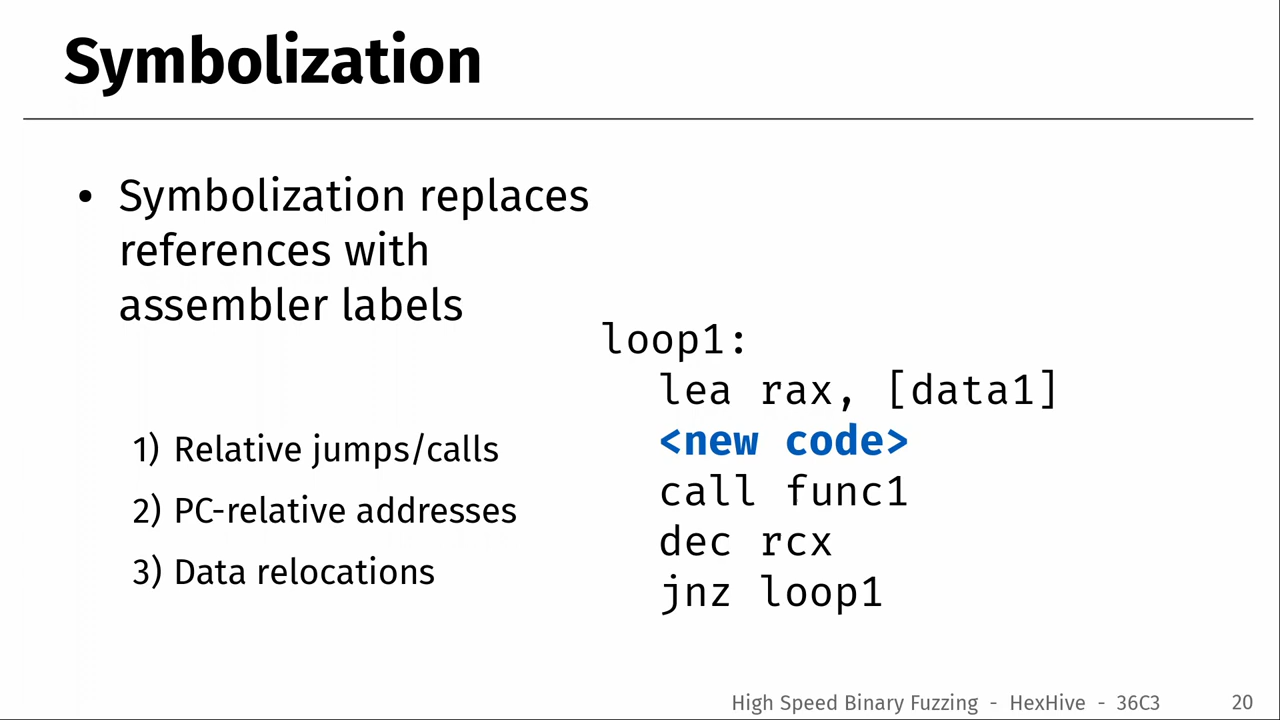 Symbolization
• Symbolization replaces
references with
assembler labels
1) Relative jumps/calls
2) PC-relative addresses
3) Data relocations
loop1:
lea rax, [data1]
<new code>
call func1
dec rcx
jnz loop1
High Speed Binary Fuzzing - HexHive - 36C3 20